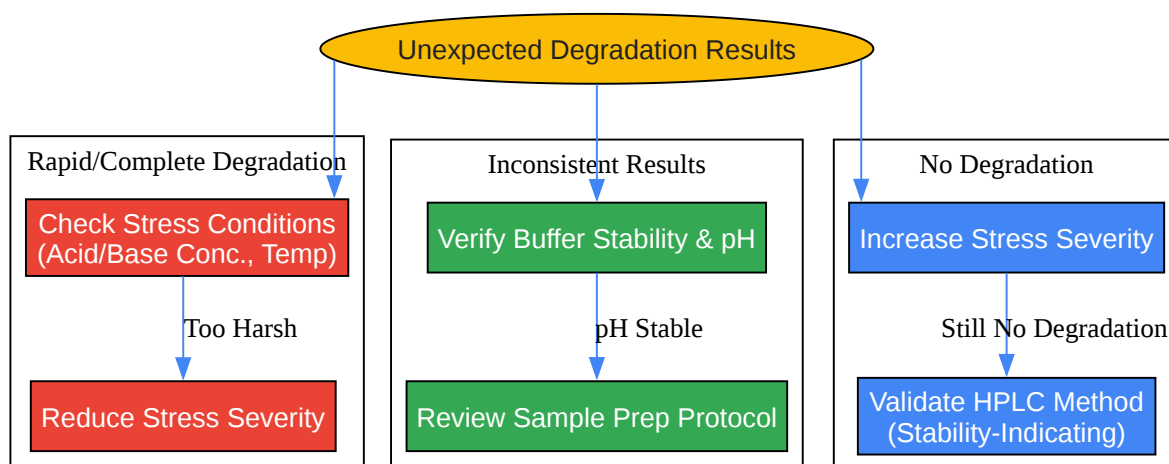 Unexpected Degradation Results
Rapid/Complete Degradation
Check Stress Conditions
(Acid/Base Conc., Temp)
Too Harsh
Reduce Stress Severity
Inconsistent Results
Verify Buffer Stability & pH
pH Stable
Review Sample Prep Protocol
No Degradation
Increase Stress Severity
Still No Degradation
Validate HPLC Method
(Stability-Indicating)